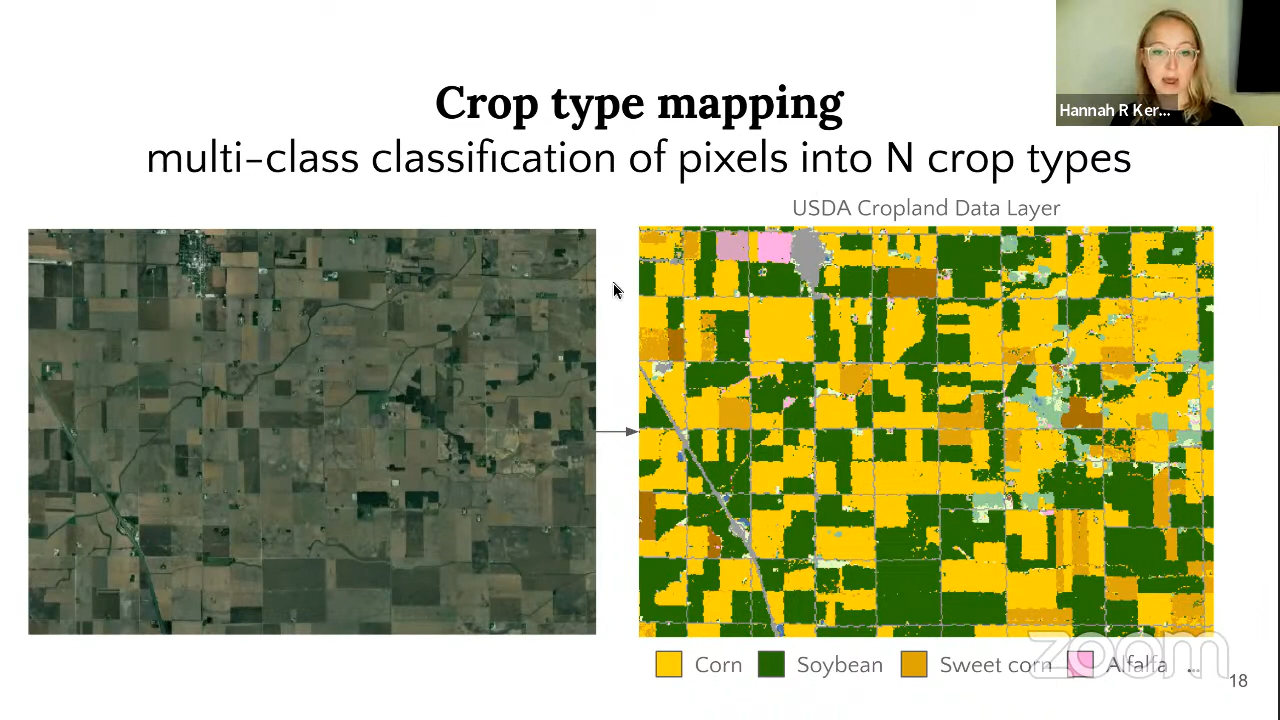 Hannah R Ker...
Crop type mapping
multi-class classification of pixels into N crop types
USDA Cropland Data Layer
Corn
Soybean
Sweet corn
Alfalfa
...
zoom
18